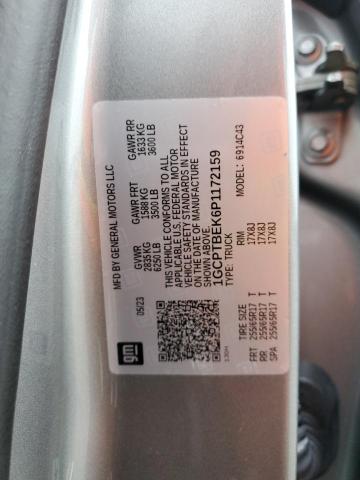 MFD BY GENERAL MOTORS LLC
05/23
GVWR GAWR FRT GAWR RR
2835 KG 1588 KG 1633 KG
6250 LB 3500 LB 3600 LB
THIS VEHICLE CONFORMS TO ALL
APPLICABLE U.S. FEDERAL MOTOR
VEHICLE SAFETY STANDARDS IN EFFECT
ON THE DATE OF MANUFACTURE
SHOWN ABOVE.
1GCPTBEK6P1172159
TYPE: TRUCK MODEL: 6914C43
gm
TIRE SIZE RIM
FRT 255/65R17 T 17X8J
RR 255/65R17 T 17X8J
SPA 255/65R17 T 17X8J